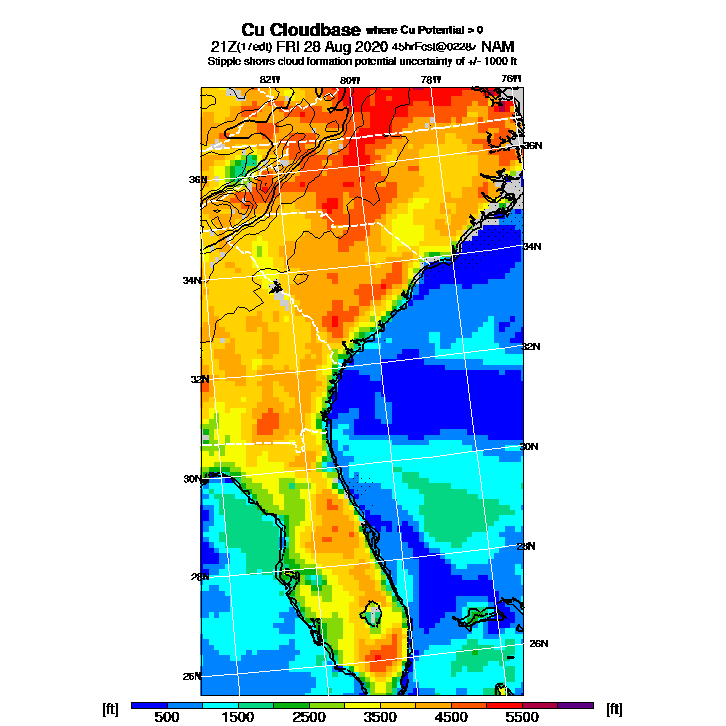 Cu Cloudbase where Cu Potential > 0
21Z(17edt) FRI 28 Aug 2020 45hrFcst@0228z NAM
Stipple shows cloud formation potential uncertainty of +/- 1000 ft
82W 80W 78W 76W
36N
36N
34N
34N
32N
32N
30N
30N
28N
28N
26N
26N
[ft] 500 1500 2500 3500 4500 5500 [ft]